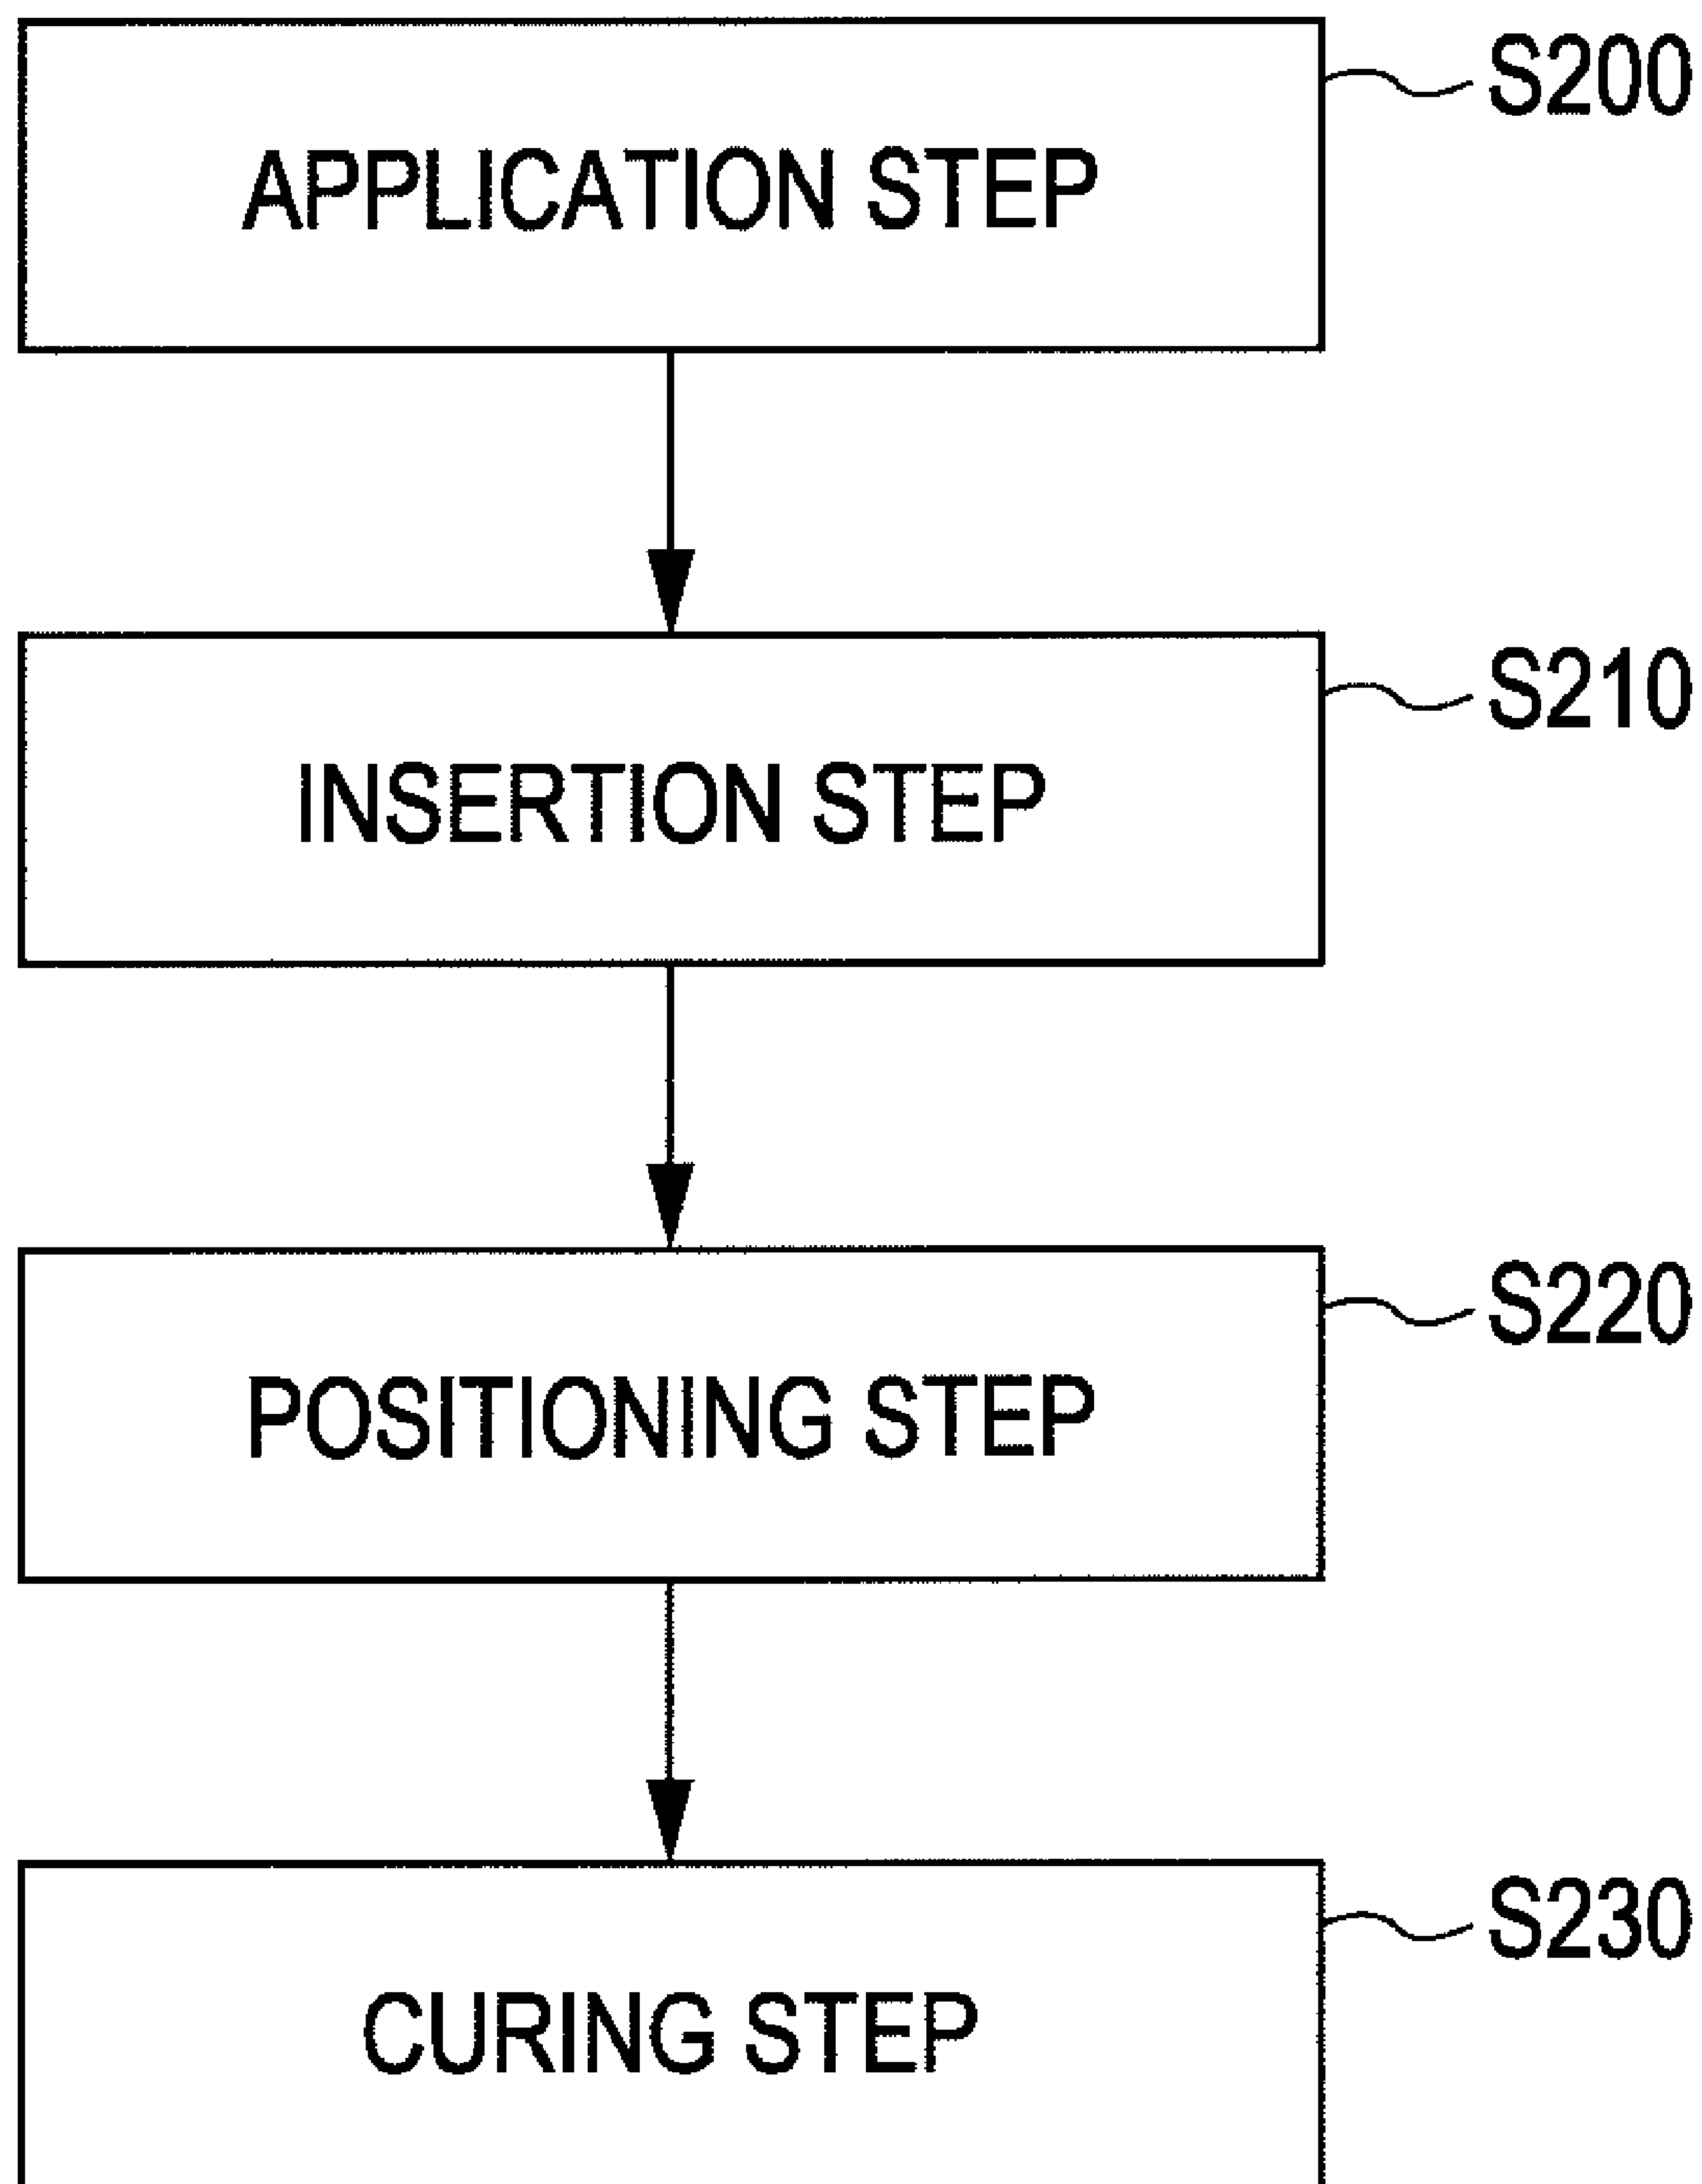 S200
APPLICATION STEP
S210
INSERTION STEP
S220
POSITIONING STEP
S230
CURING STEP